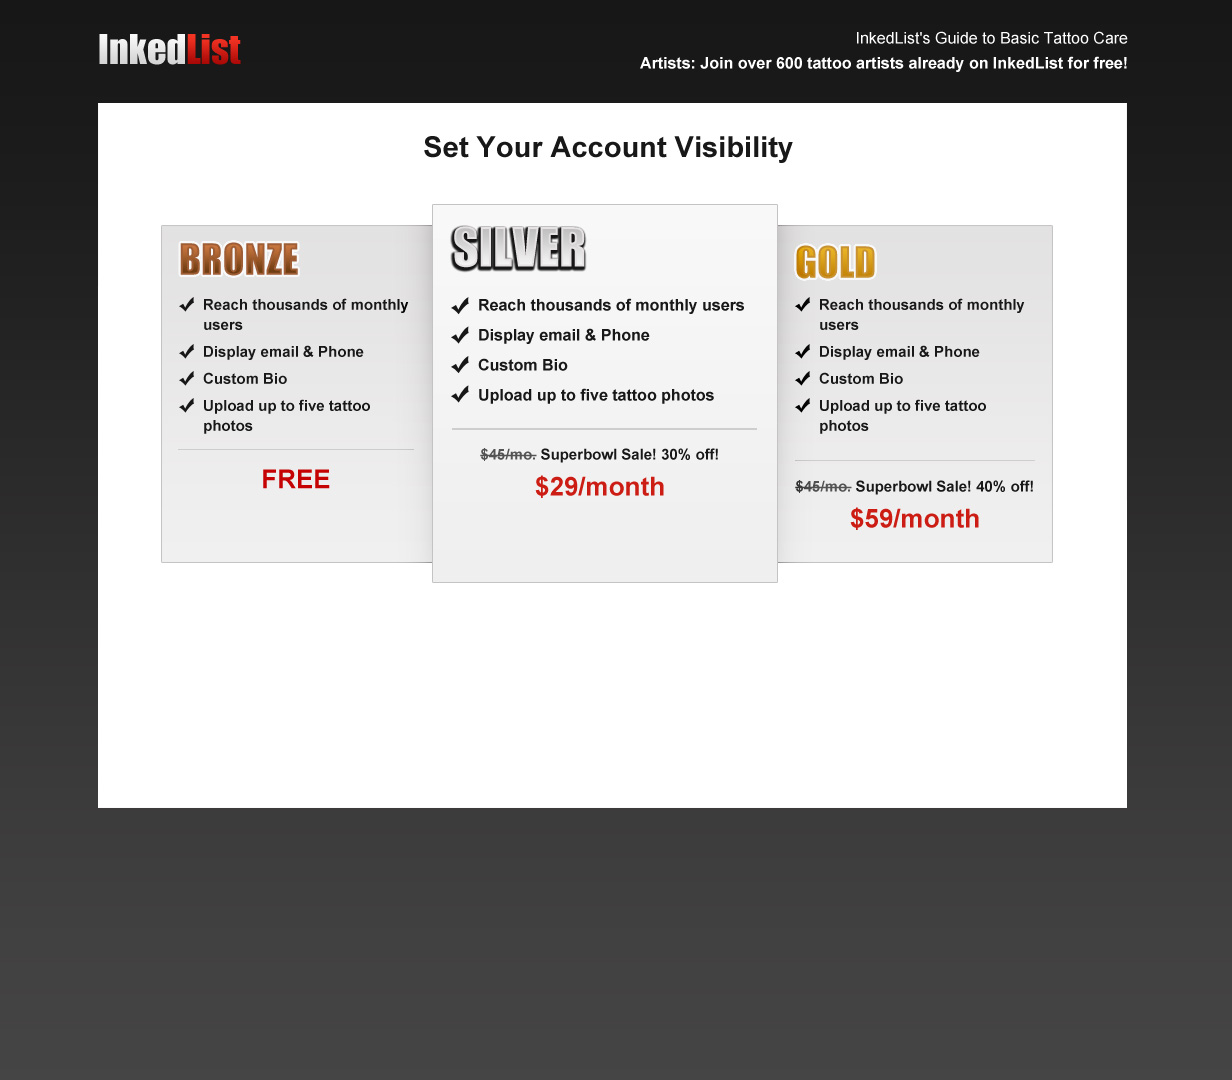 InkedList
InkedList's Guide to Basic Tattoo Care
Artists: Join over 600 tattoo artists already on InkedList for free!
Set Your Account Visibility
BRONZE
Reach thousands of monthly
users
Display email & Phone
Custom Bio
Upload up to five tattoo
photos
FREE
SILVER
Reach thousands of monthly users
Display email & Phone
Custom Bio
Upload up to five tattoo photos
$45/mo. Superbowl Sale! 30% off!
$29/month
GOLD
Reach thousands of monthly
users
Display email & Phone
Custom Bio
Upload up to five tattoo
photos
$45/mo. Superbowl Sale! 40% off!
$59/month